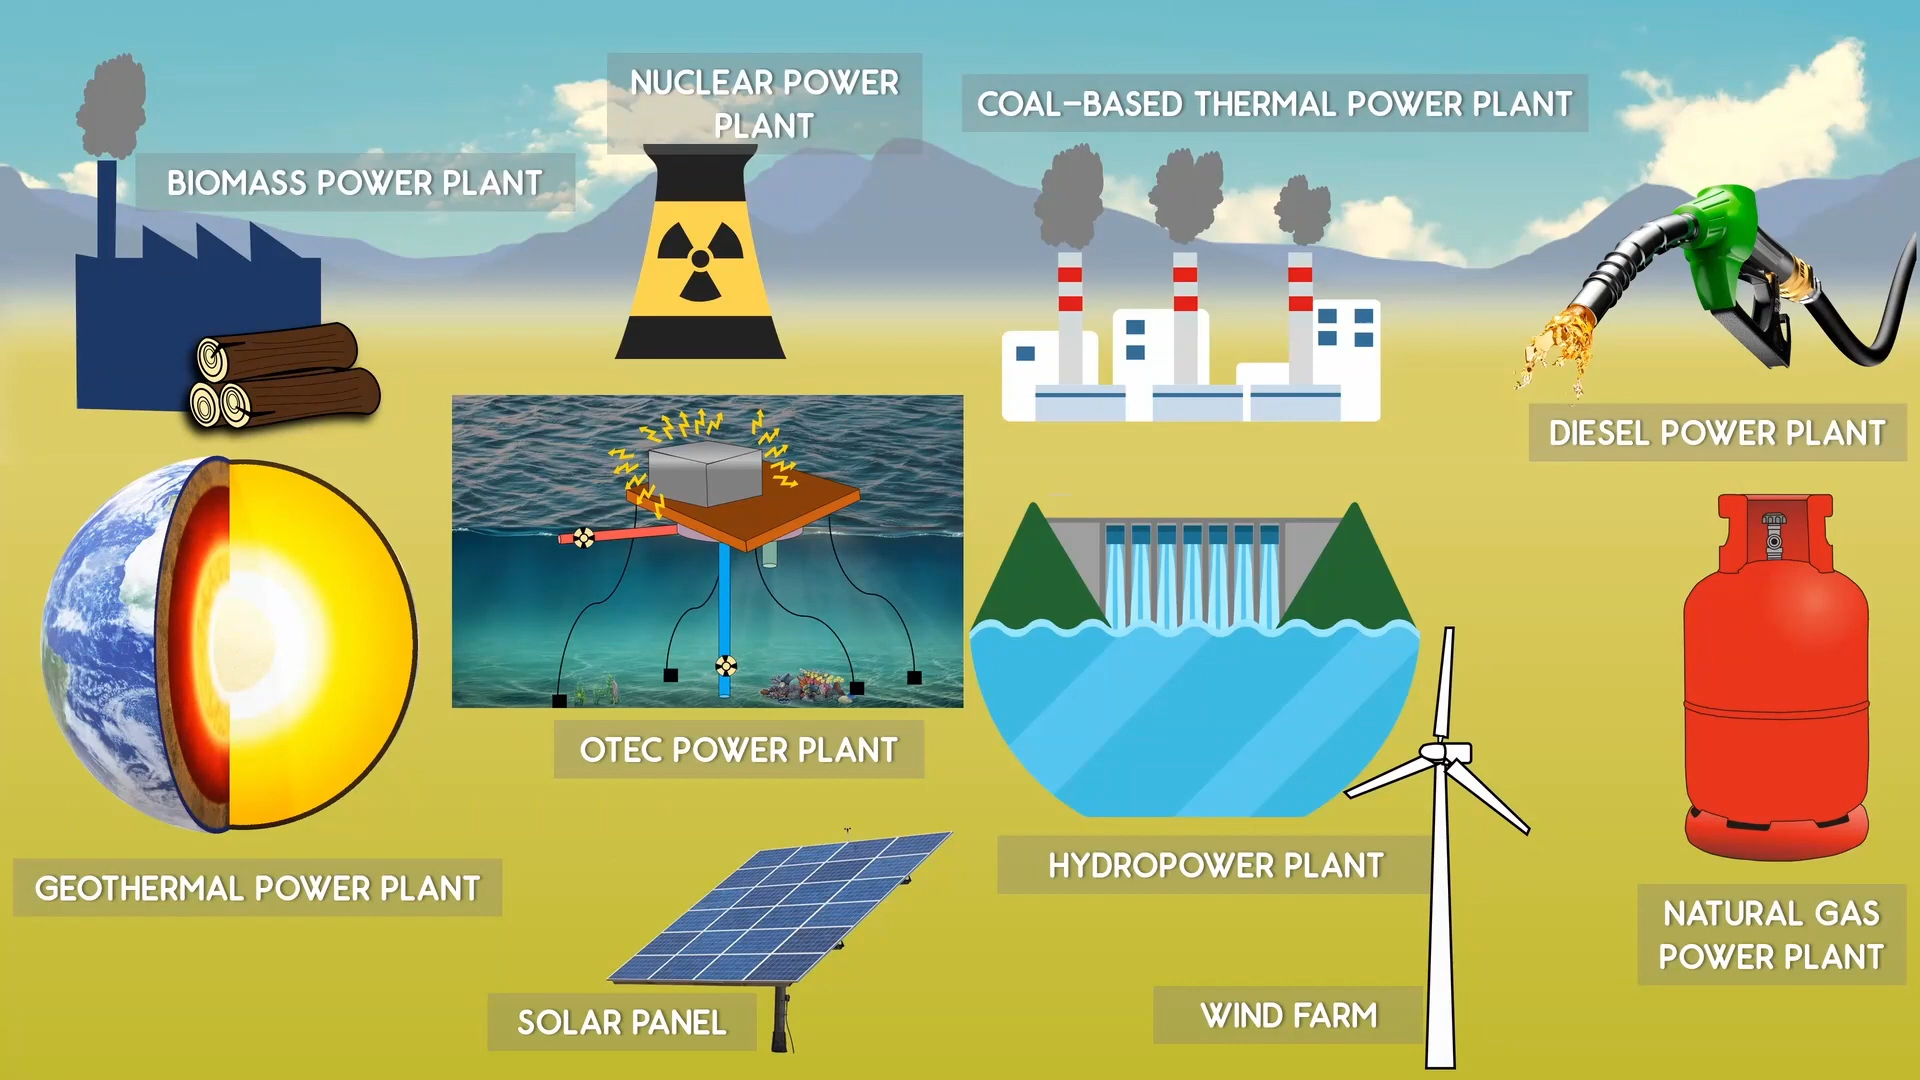 NUCLEAR POWER
PLANT
COAL-BASED THERMAL POWER PLANT
BIOMASS POWER PLANT
DIESEL POWER PLANT
OTEC POWER PLANT
HYDROPOWER PLANT
GEOTHERMAL POWER PLANT
NATURAL GAS
POWER PLANT
SOLAR PANEL
WIND FARM